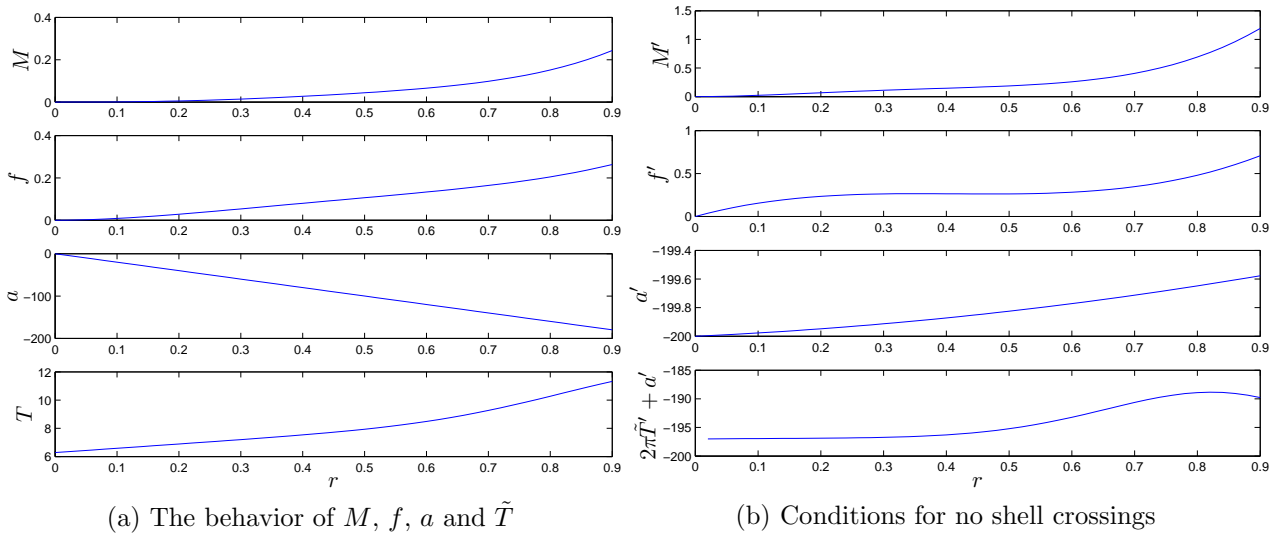 0.4
0.2
0
M
0 0.1 0.2 0.3 0.4 0.5 0.6 0.7 0.8 0.9
0.4
0.2
0
f
0 0.1 0.2 0.3 0.4 0.5 0.6 0.7 0.8 0.9
0
−100
−200
a
0 0.1 0.2 0.3 0.4 0.5 0.6 0.7 0.8 0.9
12
10
8
6
T
0 0.1 0.2 0.3 0.4 0.5 0.6 0.7 0.8 0.9
r
(a) The behavior of M, f, a and T̃
1.5
1
0.5
0
M′
0 0.1 0.2 0.3 0.4 0.5 0.6 0.7 0.8 0.9
1
0.5
0
f′
0 0.1 0.2 0.3 0.4 0.5 0.6 0.7 0.8 0.9
−199.4
−199.6
−199.8
−200
a′
0 0.1 0.2 0.3 0.4 0.5 0.6 0.7 0.8 0.9
−185
−190
−195
−200
2πT̃′ + a′
0 0.1 0.2 0.3 0.4 0.5 0.6 0.7 0.8 0.9
r
(b) Conditions for no shell crossings